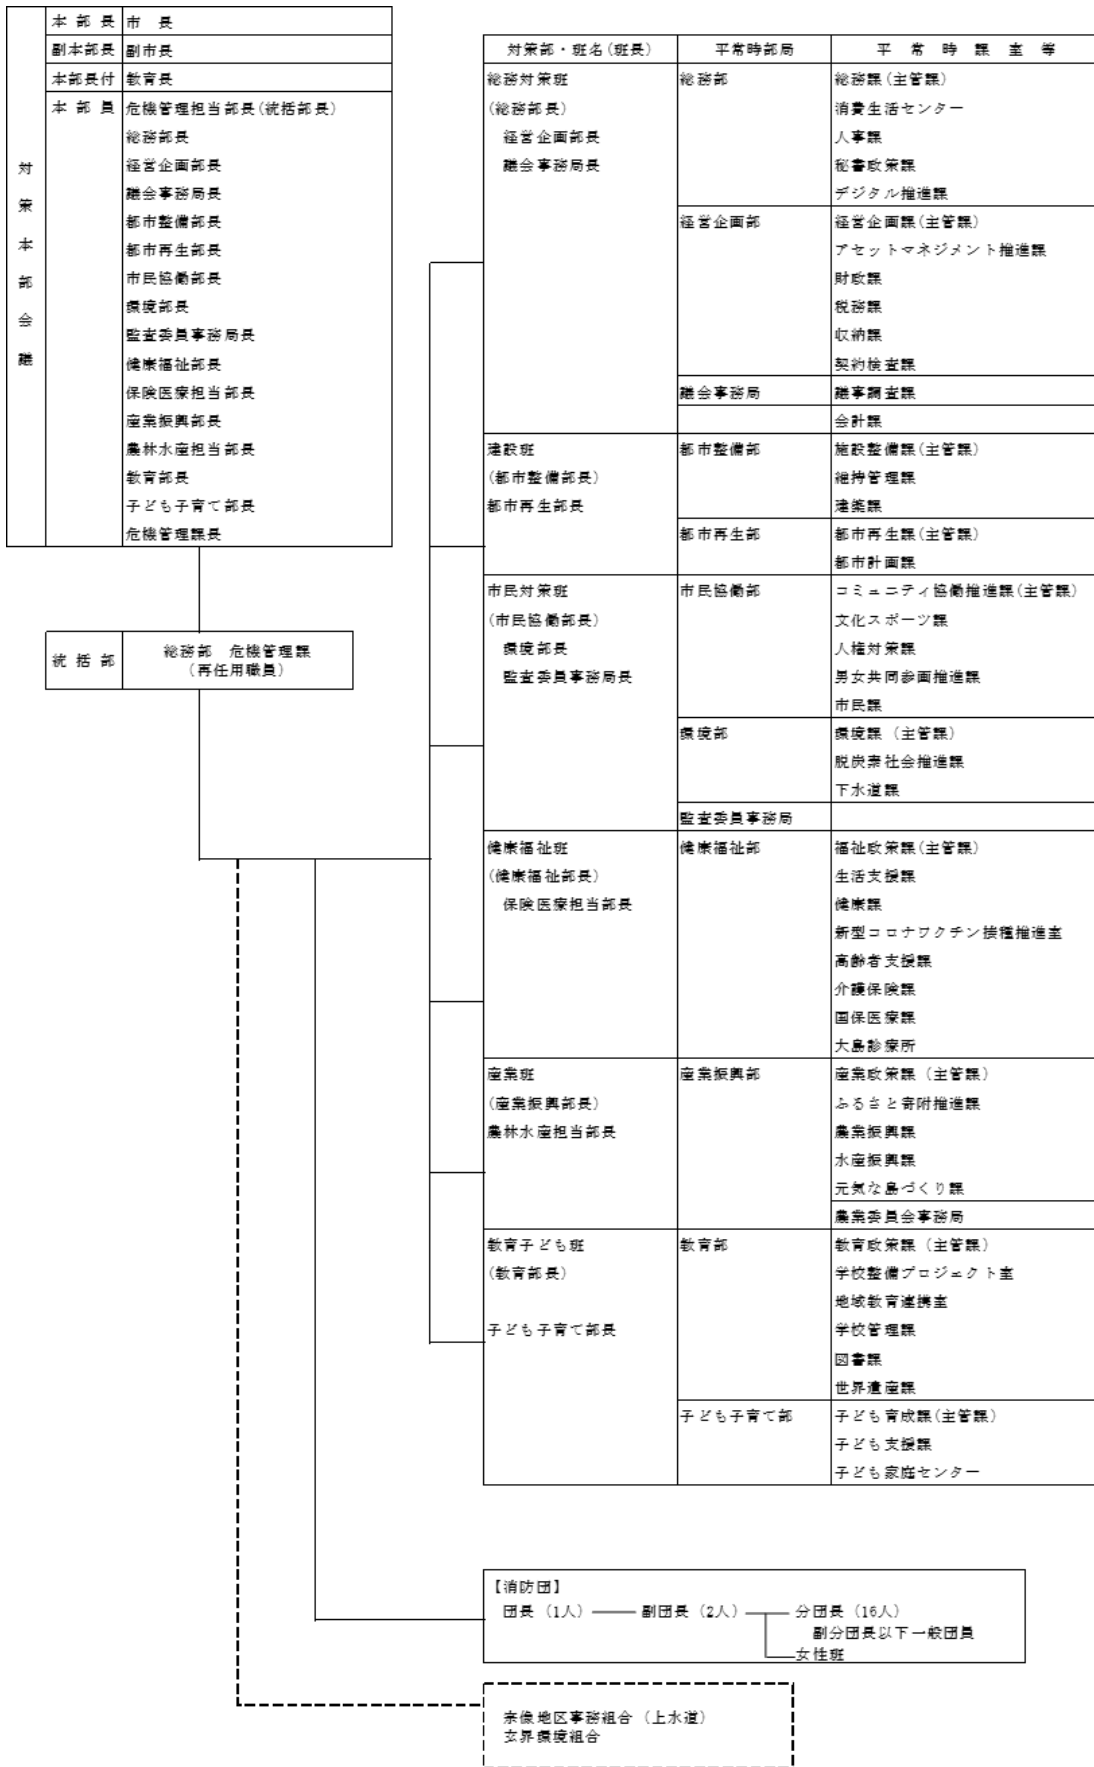 対策本部会議
本部長 市長
副本部長 副市長
本部長付 教育長
本部員 危機管理担当部長(統括部長)
総務部長
経営企画部長
議会事務局長
都市整備部長
都市再生部長
市民協働部長
環境部長
監査委員事務局長
健康福祉部長
保険医療担当部長
産業振興部長
農林水産担当部長
教育部長
子ども子育て部長
危機管理課長
統括部 総務部 危機管理課
(再任用職員)
対策部・班名(班長) 平常時部局 平常時課室等
総務対策班 総務部 総務課(主管課)
(総務部長) 消費生活センター
経営企画部長 人事課
議会事務局長 秘書政策課
デジタル推進課
経営企画部 経営企画課(主管課)
アセットマネジメント推進課
財政課
税務課
収納課
契約検査課
議会事務局 議事調査課
会計課
建設班 都市整備部 施設整備課(主管課)
(都市整備部長) 維持管理課
都市再生部長 建築課
都市再生部 都市再生課(主管課)
都市計画課
市民対策班 市民協働部 コミュニティ協働推進課(主管課)
(市民協働部長) 文化スポーツ課
環境部長 人権対策課
監査委員事務局長 男女共同参画推進課
市民課
環境部 環境課(主管課)
脱炭素社会推進課
下水道課
監査委員事務局
健康福祉班 健康福祉部 福祉政策課(主管課)
(健康福祉部長) 生活支援課
保険医療担当部長 健康課
新型コロナワクチン接種推進室
高齢者支援課
介護保険課
国保医療課
大島診療所
産業班 産業振興部 産業政策課(主管課)
(産業振興部長) ふるさと寄附推進課
農林水産担当部長 農業振興課
水産振興課
元気な島づくり課
農業委員会事務局
教育子ども班 教育部 教育政策課(主管課)
(教育部長) 学校整備プロジェクト室
地域教育連携室
子ども子育て部長 学校管理課
図書課
世界遺産課
子ども子育て部 子ども育成課(主管課)
子ども支援課
子ども家庭センター
【消防団】
団長(1人) 副団長(2人) 分団長(16人)
副分団長以下一般団員
女性班
宗像地区事務組合(上水道)
玄界環境組合